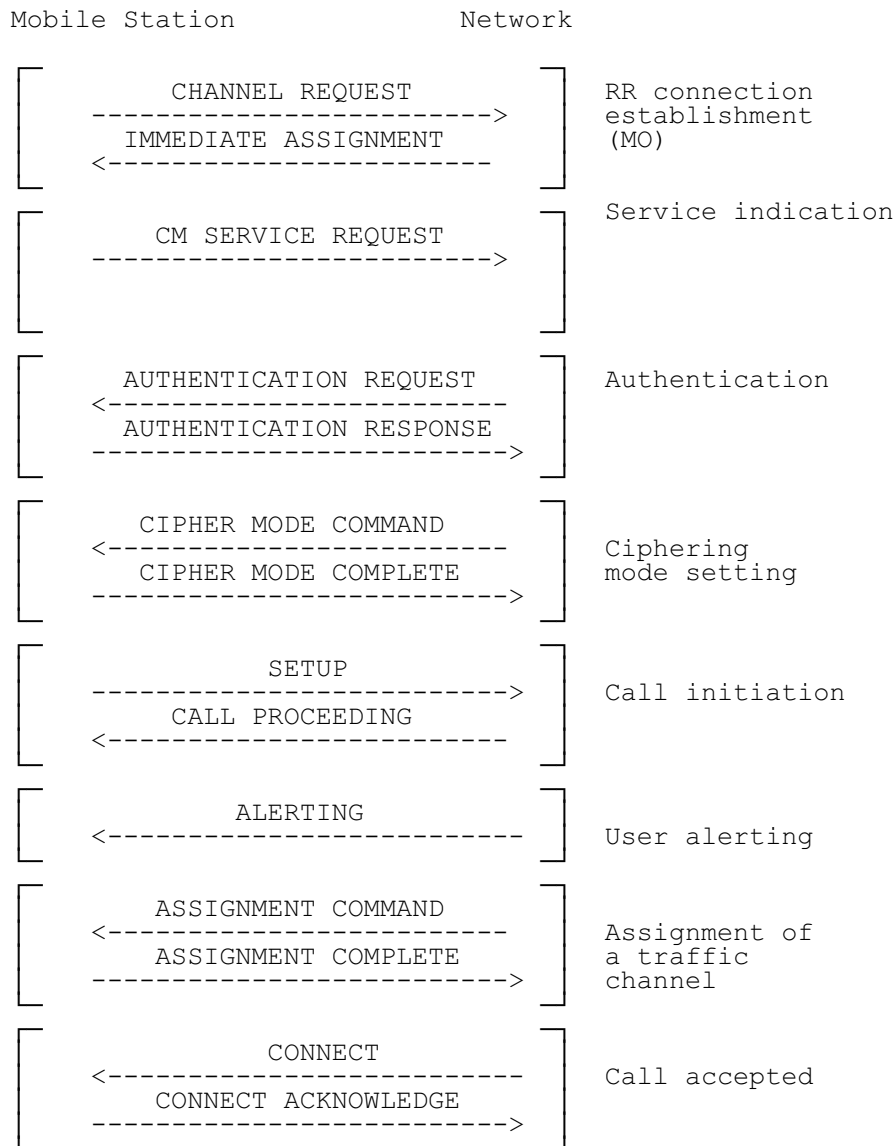 Mobile Station Network
CHANNEL REQUEST RR connection
-------------------------> establishment
IMMEDIATE ASSIGNMENT (MO)
<------------------------
Service indication
CM SERVICE REQUEST
------------------------->
AUTHENTICATION REQUEST Authentication
<-------------------------
AUTHENTICATION RESPONSE
-------------------------->
CIPHER MODE COMMAND
<------------------------- Ciphering
CIPHER MODE COMPLETE mode setting
-------------------------->
SETUP
--------------------------> Call initiation
CALL PROCEEDING
<-------------------------
ALERTING
<-------------------------- User alerting
ASSIGNMENT COMMAND
<------------------------- Assignment of
ASSIGNMENT COMPLETE a traffic
--------------------------> channel
CONNECT
<-------------------------- Call accepted
CONNECT ACKNOWLEDGE
-------------------------->